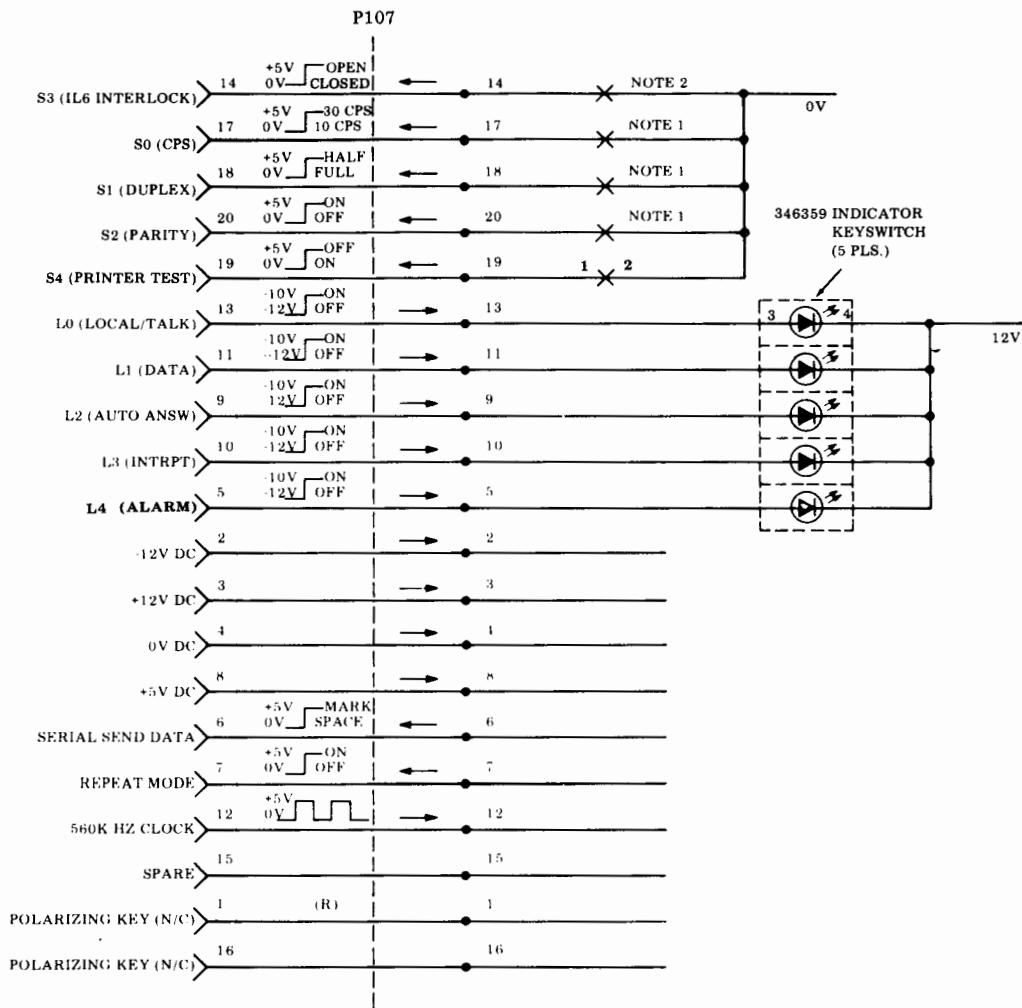 P107
+5V OPEN
S3 (IL6 INTERLOCK) 14 0V CLOSED 14 NOTE 2
0V
+5V 30 CPS
S0 (CPS) 17 0V 10 CPS 17 NOTE 1
+5V HALF
S1 (DUPLEX) 18 0V FULL 18 NOTE 1
+5V ON
S2 (PARITY) 20 0V OFF 20 NOTE 1
346359 INDICATOR
KEYSWITCH
(5 PLS.)
+5V OFF
S4 (PRINTER TEST) 19 0V ON 19 1 2
-10V ON
L0 (LOCAL/TALK) 13 -12V OFF 13 3 4
12V
-10V ON
L1 (DATA) 11 -12V OFF 11
-10V ON
L2 (AUTO ANSW) 9 12V OFF 9
-10V ON
L3 (INTRPT) 10 -12V OFF 10
-10V ON
L4 (ALARM) 5 -12V OFF 5
-12V DC 2 2
+12V DC 3 3
0V DC 4 4
+5V DC 8 8
+5V MARK
SERIAL SEND DATA 6 0V SPACE 6
+5V ON
REPEAT MODE 7 0V OFF 7
+5V
560K HZ CLOCK 12 0V 12
SPARE 15 15
POLARIZING KEY (N/C) 1 (R) 1
POLARIZING KEY (N/C) 16 16